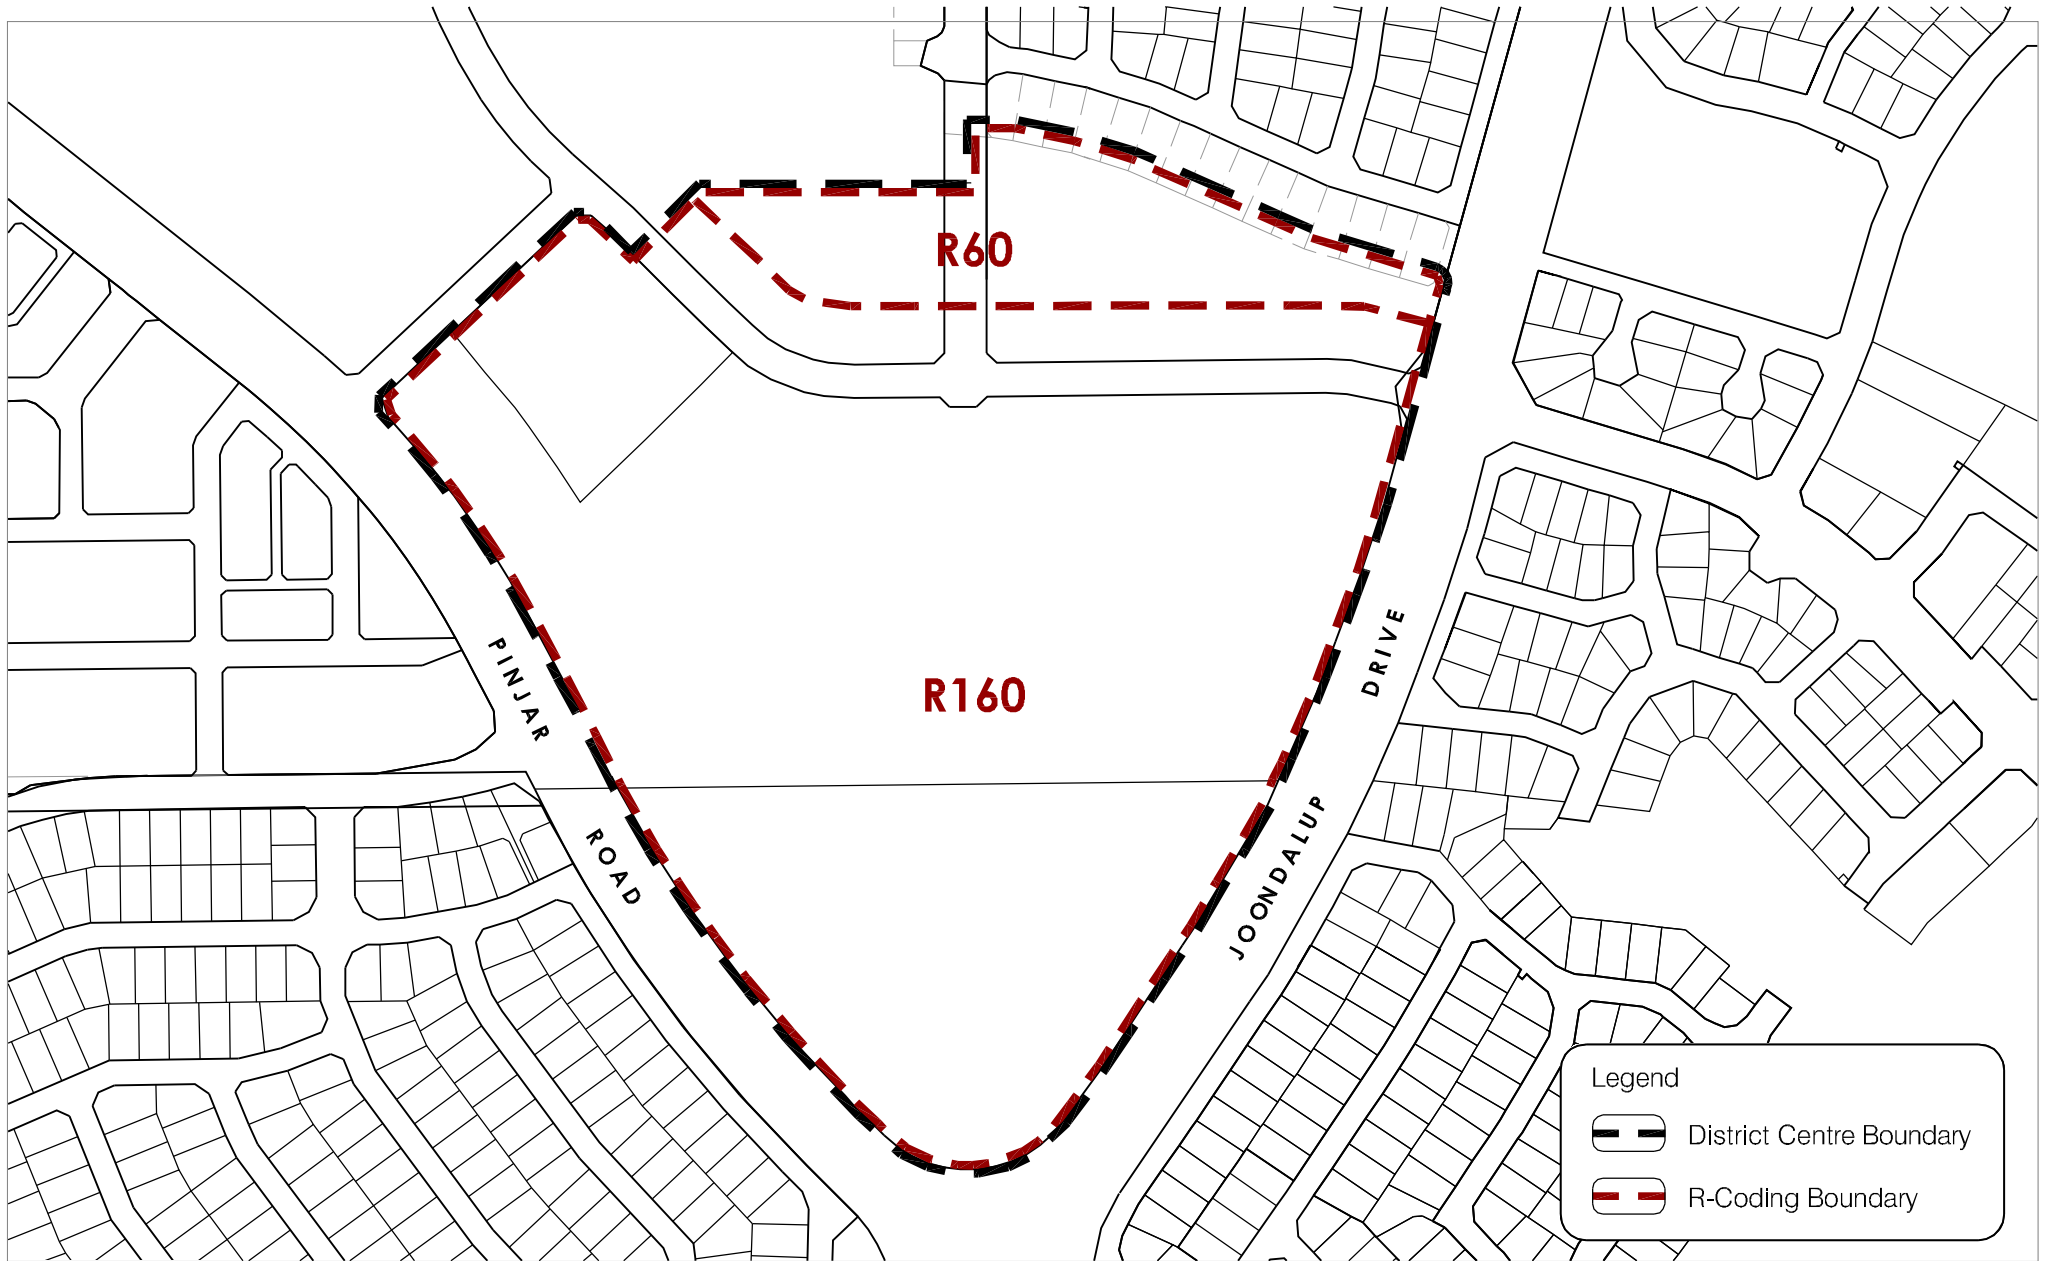 R60
R160
PINJAR
ROAD
JOONDALUP
DRIVE
Legend
District Centre Boundary
R-Coding Boundary